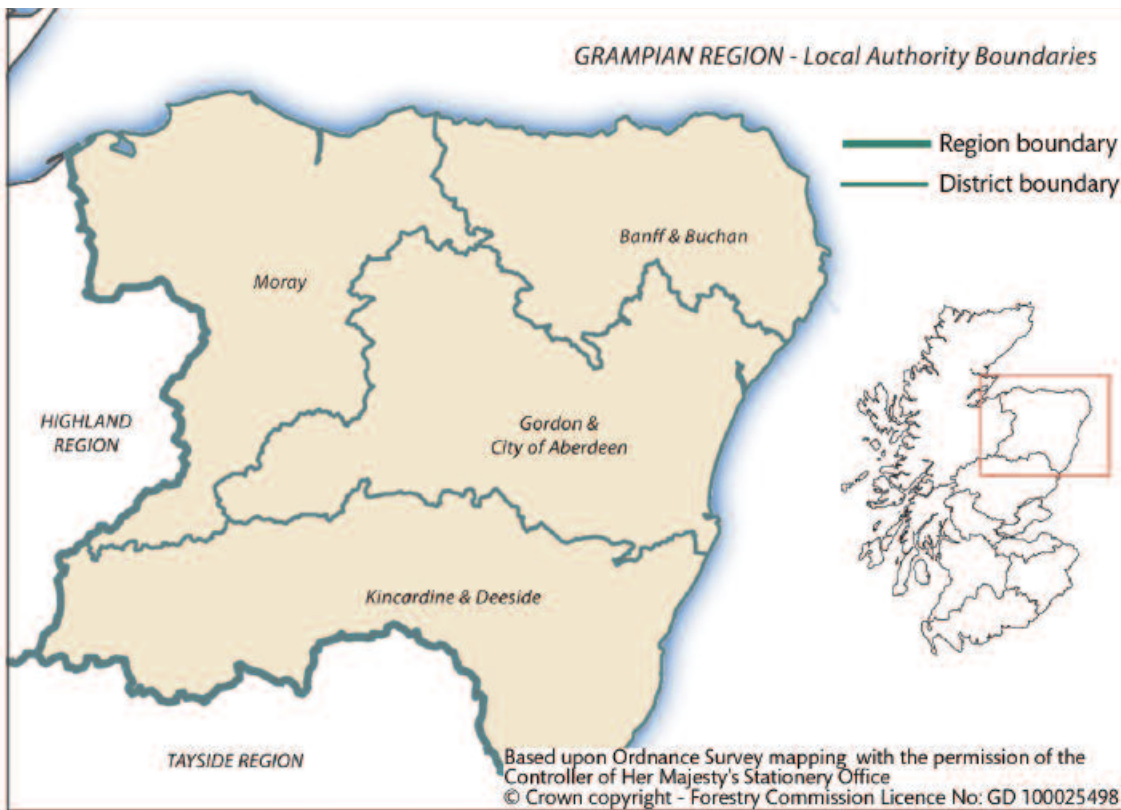 GRAMPIAN REGION - Local Authority Boundaries
Region boundary
District boundary
Banff & Buchan
Moray
HIGHLAND
REGION
Gordon &
City of Aberdeen
Kincardine & Deeside
TAYSIDE REGION
Based upon Ordnance Survey mapping with the permission of the
Controller of Her Majesty's Stationery Office
© Crown copyright - Forestry Commission Licence No: GD 100025498